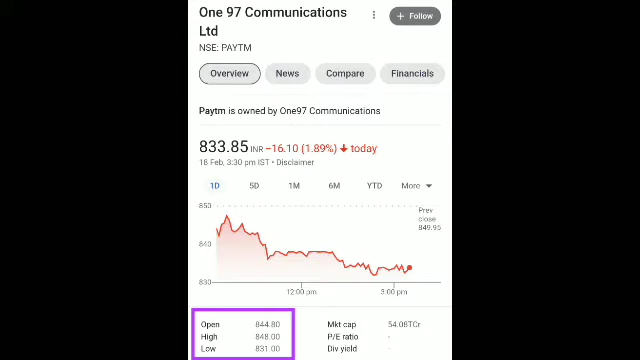 One 97 Communications
Ltd
+ Follow
NSE: PAYTM
Overview
News
Compare
Financials
Paytm is owned by One97 Communications
833.85 INR −16.10 (1.89%) ↓ today
18 Feb, 3:30 pm IST • Disclaimer
1D
5D
1M
6M
YTD
More
850
840
830
Prev
close
849.95
12:00 pm
3:00 pm
Open 844.80
High 848.00
Low 831.00
Mkt cap 54.08TCr
P/E ratio -
Div yield -